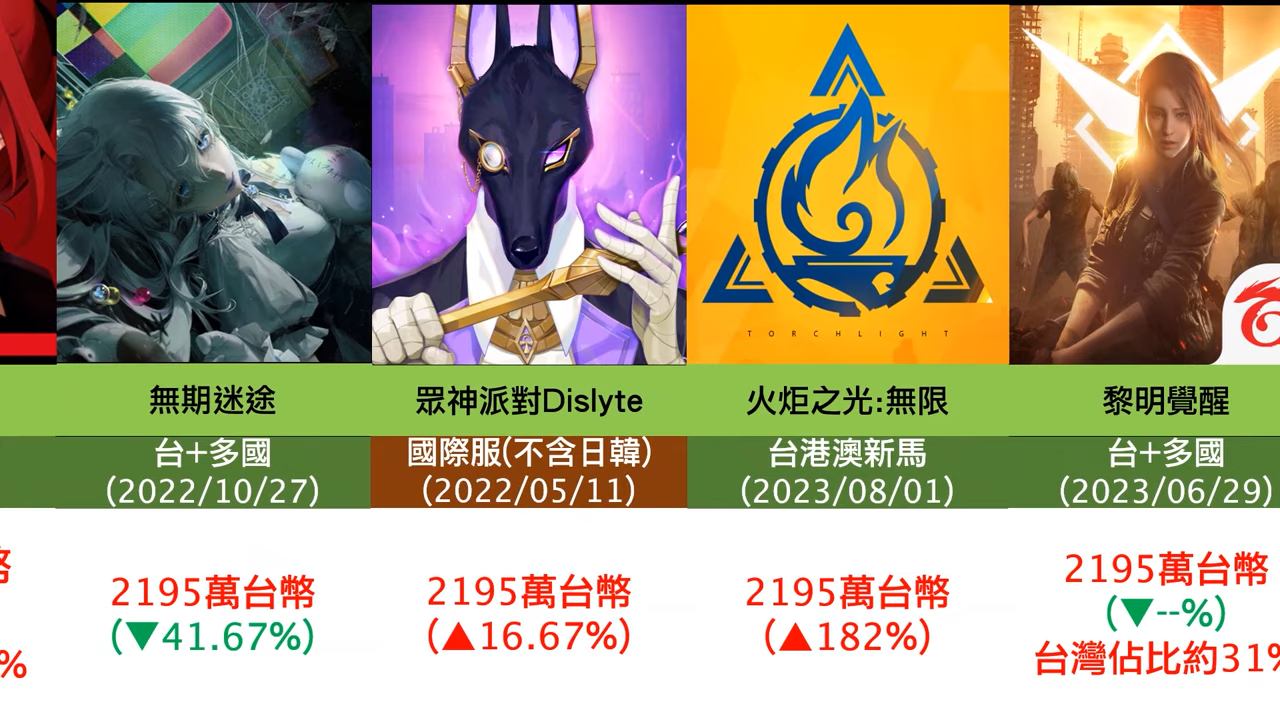 TORCHLIGHT
無期迷途
眾神派對Dislyte
火炬之光:無限
黎明覺醒
台+多國
(2022/10/27)
國際服(不含日韓)
(2022/05/11)
台港澳新馬
(2023/08/01)
台+多國
(2023/06/29)
幣
%
2195萬台幣
(▼41.67%)
2195萬台幣
(▲16.67%)
2195萬台幣
(▲182%)
2195萬台幣
(▼--%)
台灣佔比約31%